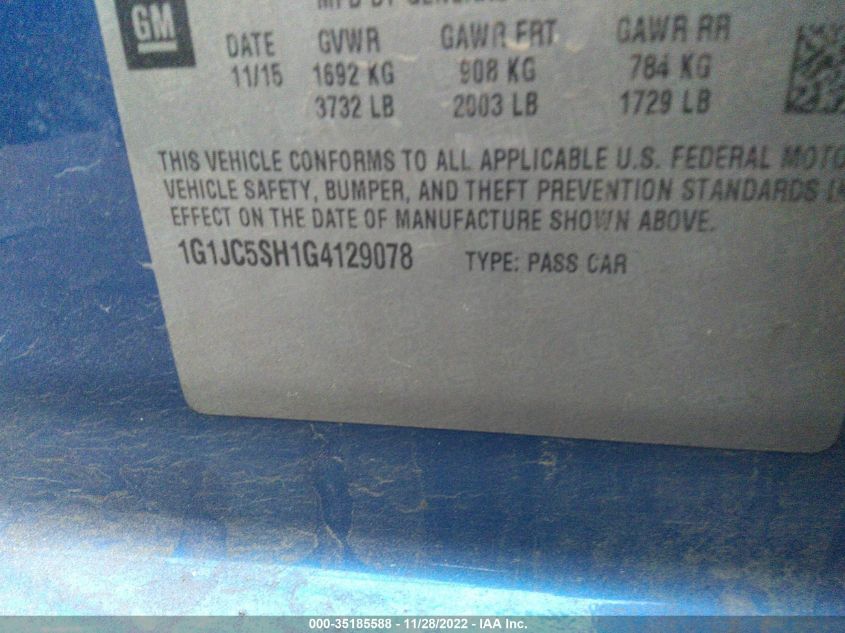 GM
DATE GVWR GAWR FRT GAWR RR
11/15 1692 KG 908 KG 784 KG
3732 LB 2003 LB 1729 LB
THIS VEHICLE CONFORMS TO ALL APPLICABLE U.S. FEDERAL MOTO
VEHICLE SAFETY, BUMPER, AND THEFT PREVENTION STANDARDS
EFFECT ON THE DATE OF MANUFACTURE SHOWN ABOVE.
1G1JC5SH1G4129078 TYPE: PASS CAR
000-35185588 - 11/28/2022 - IAA Inc.